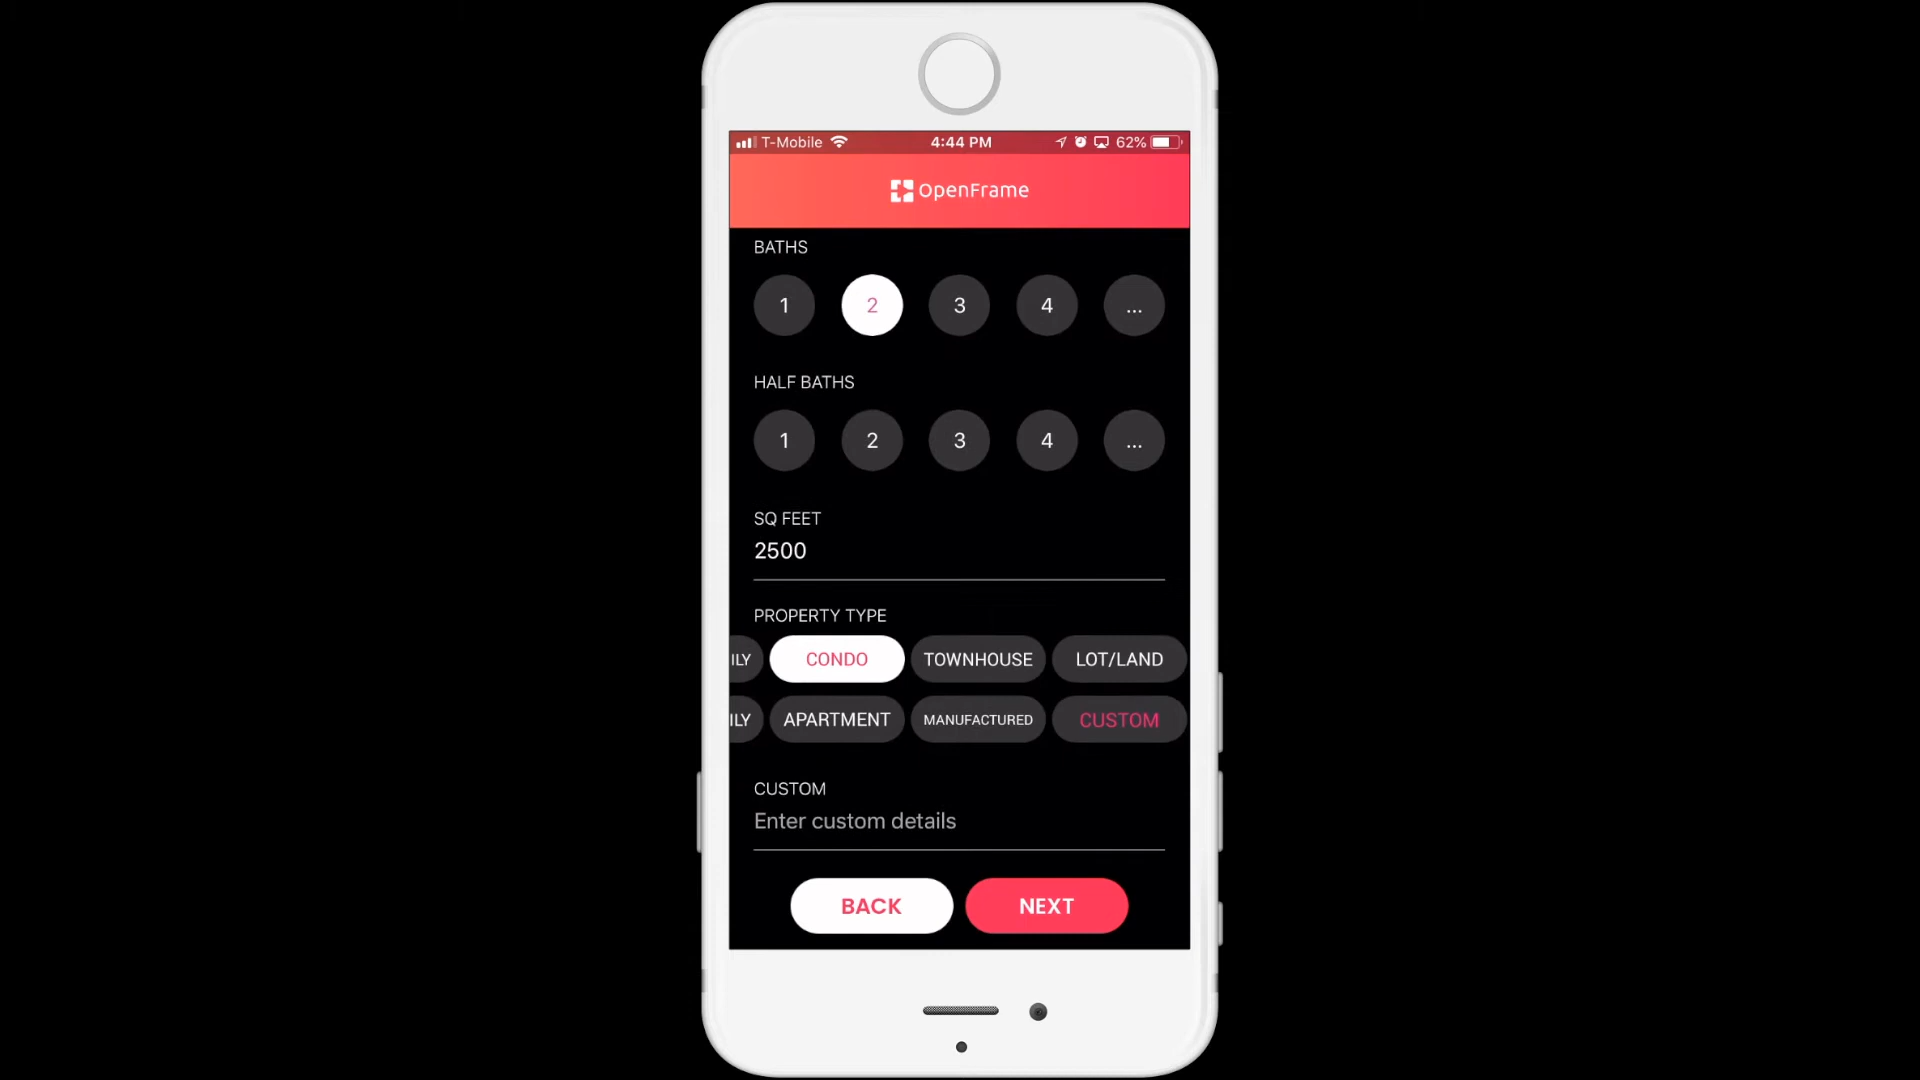 T-Mobile 4:44 PM 62%
OpenFrame
BATHS
1 2 3 4 ...
HALF BATHS
1 2 3 4 ...
SQ FEET
2500
PROPERTY TYPE
ILY CONDO TOWNHOUSE LOT/LAND
ILY APARTMENT MANUFACTURED CUSTOM
CUSTOM
Enter custom details
BACK NEXT